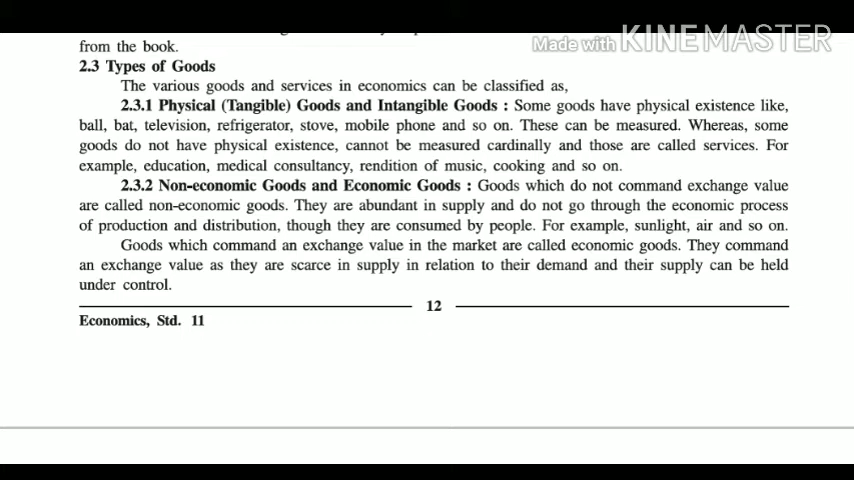 from the book.
Made with KINEMASTER
2.3 Types of Goods
The various goods and services in economics can be classified as,
2.3.1 Physical (Tangible) Goods and Intangible Goods : Some goods have physical existence like,
ball, bat, television, refrigerator, stove, mobile phone and so on. These can be measured. Whereas, some
goods do not have physical existence, cannot be measured cardinally and those are called services. For
example, education, medical consultancy, rendition of music, cooking and so on.
2.3.2 Non-economic Goods and Economic Goods : Goods which do not command exchange value
are called non-economic goods. They are abundant in supply and do not go through the economic process
of production and distribution, though they are consumed by people. For example, sunlight, air and so on.
Goods which command an exchange value in the market are called economic goods. They command
an exchange value as they are scarce in supply in relation to their demand and their supply can be held
under control.
12
Economics, Std. 11